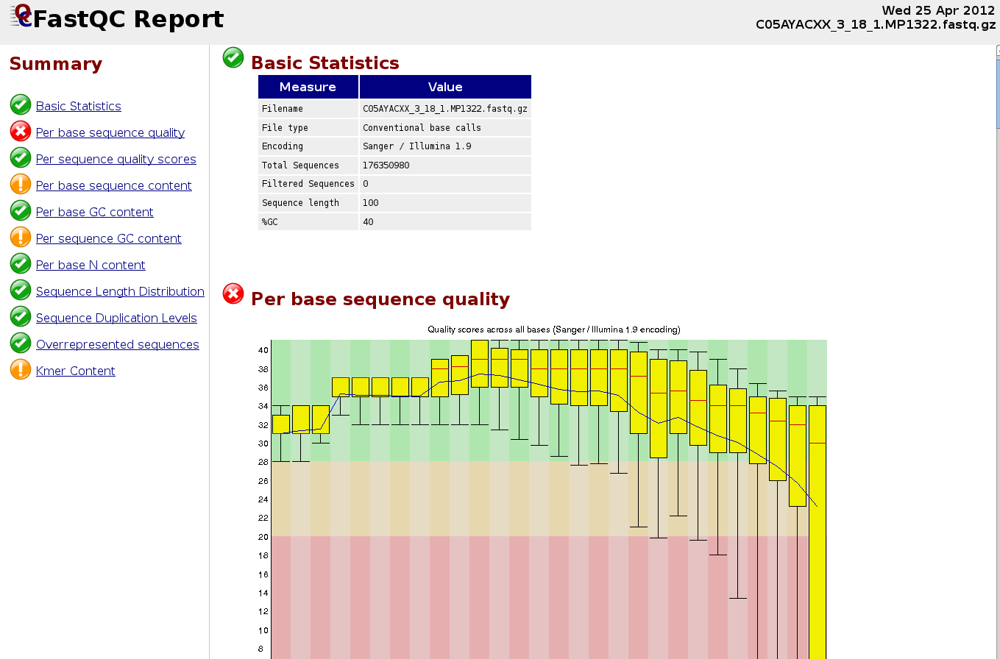 FastQC Report
Wed 25 Apr 2012
C05AYACXX_3_18_1.MP1322.fastq.gz
Summary
Basic Statistics
Per base sequence quality
Per sequence quality scores
Per base sequence content
Per base GC content
Per sequence GC content
Per base N content
Sequence Length Distribution
Sequence Duplication Levels
Overrepresented sequences
Kmer Content
Basic Statistics
Measure Value
Filename C05AYACXX_3_18_1.MP1322.fastq.gz
File type Conventional base calls
Encoding Sanger / Illumina 1.9
Total Sequences 176350980
Filtered Sequences 0
Sequence length 100
%GC 40
Per base sequence quality
Quality scores across all bases (Sanger / Illumina 1.9 encoding)
40
38
36
34
32
30
28
26
24
22
20
18
16
14
12
10
8